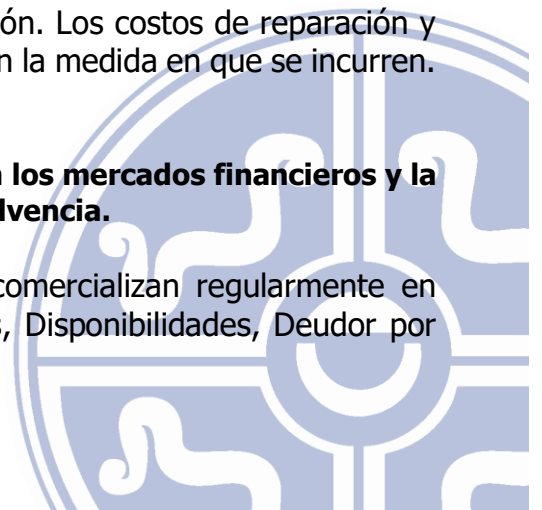 ón. Los costos de reparación y
n la medida en que se incurren.
los mercados financieros y la
lvencia.
comercializan regularmente en
s, Disponibilidades, Deudor por